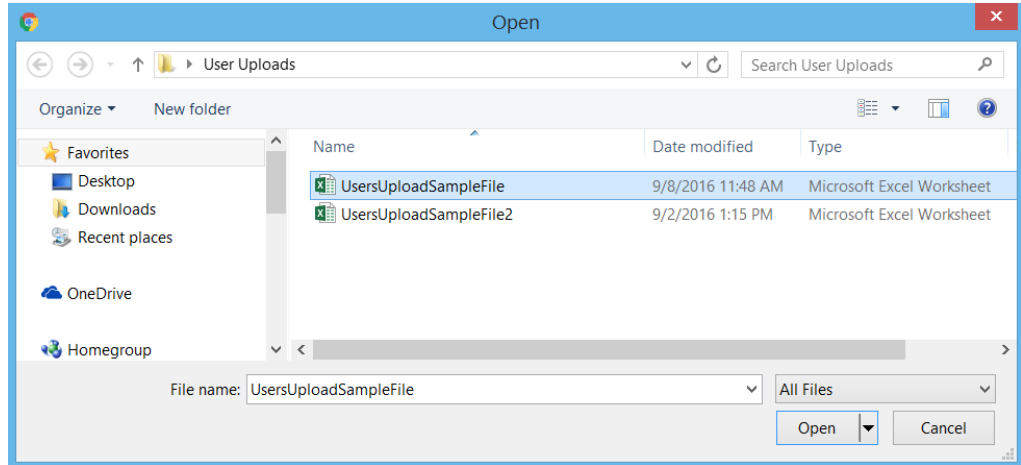 Open
User Uploads
Search User Uploads
Organize
New folder
Favorites
Desktop
Downloads
Recent places
OneDrive
Homegroup
Name Date modified Type
UsersUploadSampleFile 9/8/2016 11:48 AM Microsoft Excel Worksheet
UsersUploadSampleFile2 9/2/2016 1:15 PM Microsoft Excel Worksheet
File name: UsersUploadSampleFile All Files
Open Cancel